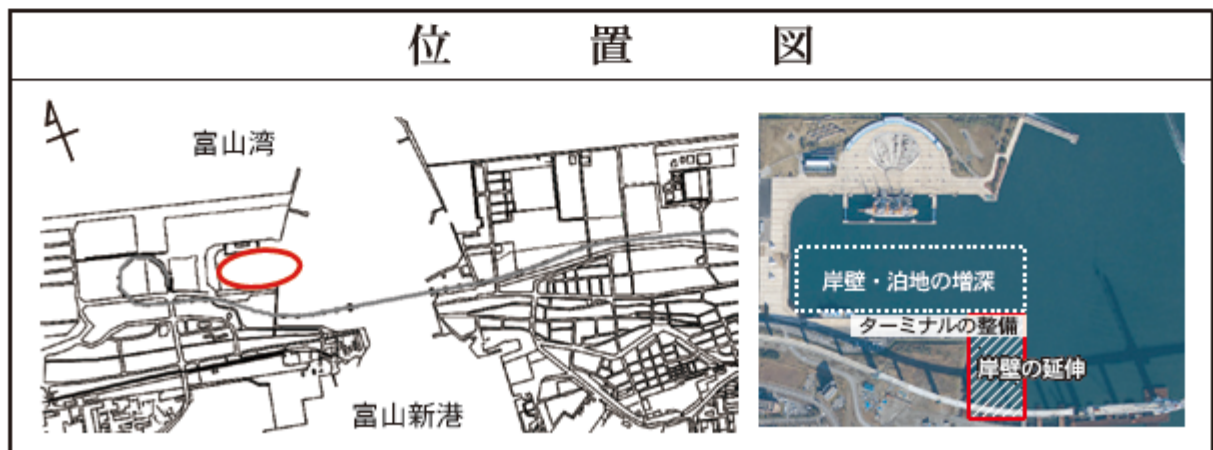 位置図
富山湾
富山新港
岸壁・泊地の増深
ターミナルの整備
岸壁の延伸